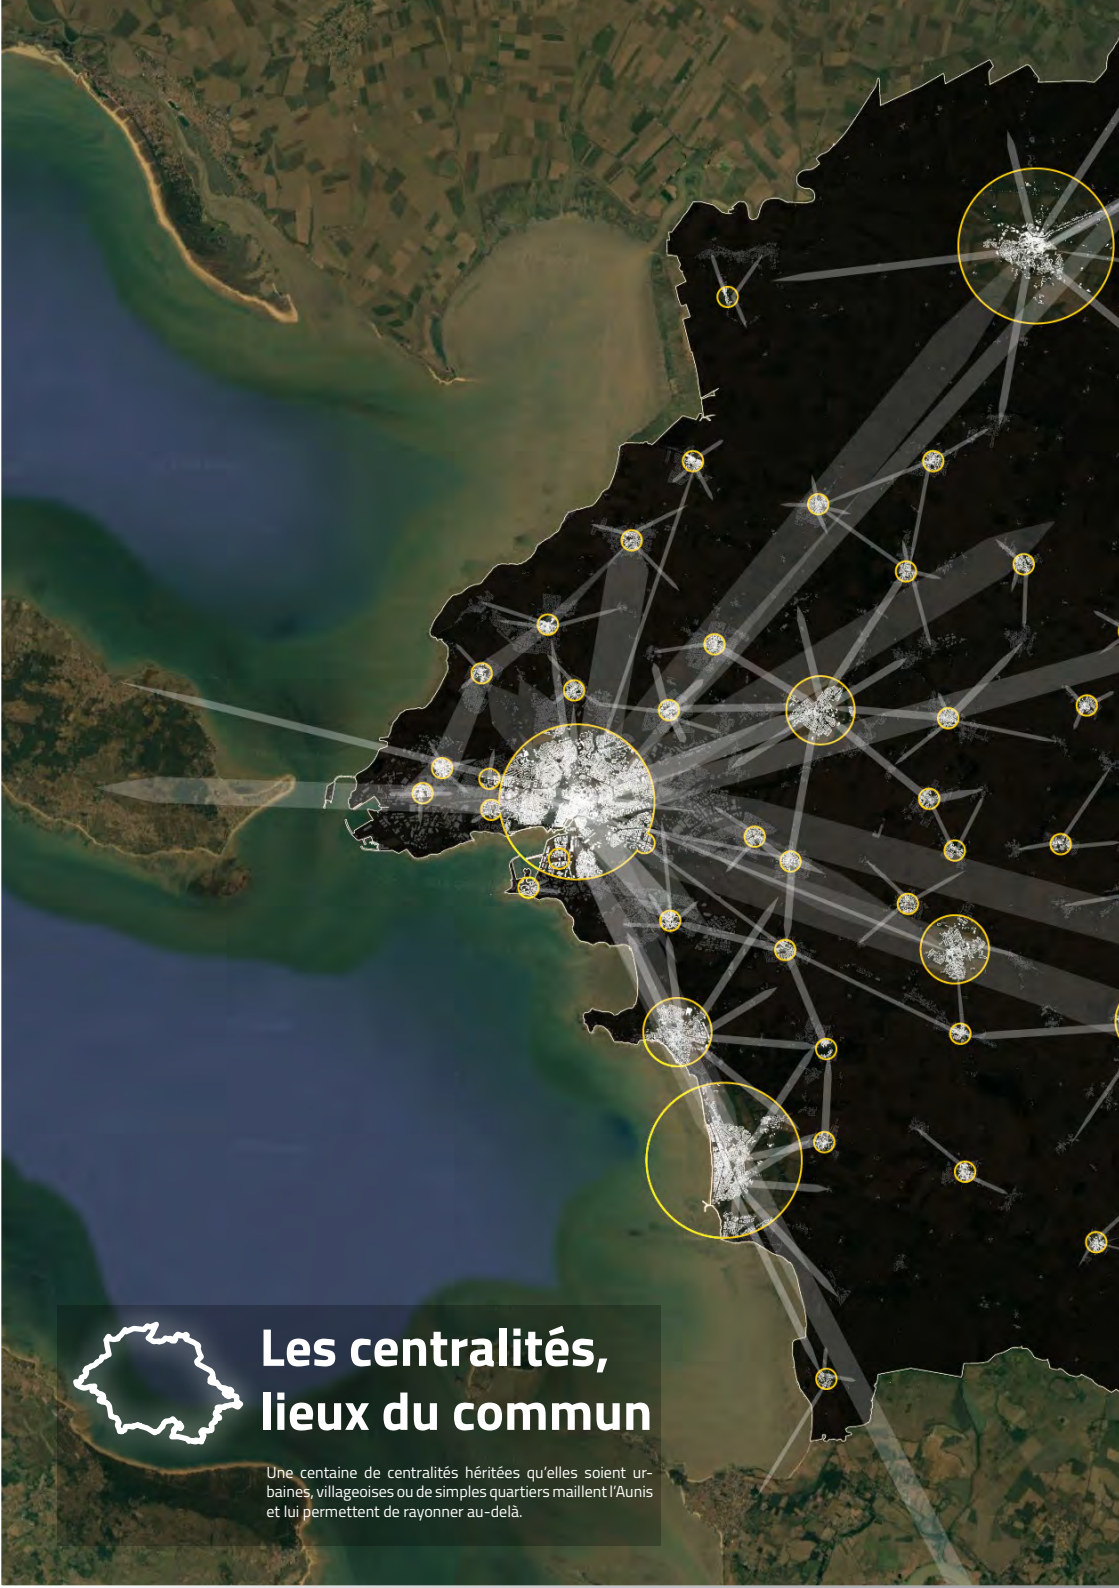 Les centralités,
lieux du commun
Une centaine de centralités héritées qu'elles soient ur-
baines, villageoises ou de simples quartiers maillent l'Aunis
et lui permettent de rayonner au-delà.